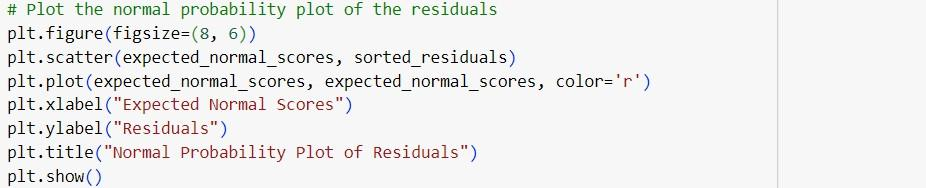 # Plot the normal probability plot of the residuals
plt.figure(figsize=(8, 6))
plt.scatter(expected_normal_scores, sorted_residuals)
plt.plot(expected_normal_scores, expected_normal_scores, color='r')
plt.xlabel("Expected Normal Scores")
plt.ylabel("Residuals")
plt.title("Normal Probability Plot of Residuals")
plt.show()